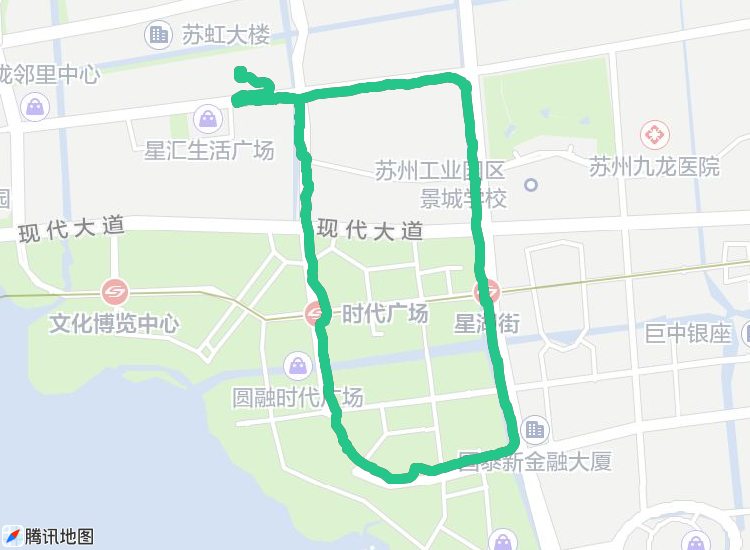 苏虹大楼
珑邻里中心
星汇生活广场
苏州工业园区
景城学校
苏州九龙医院
园
现代大道
现代大道
时代广场
星湖街
文化博览中心
巨中银座
圆融时代广场
国泰新金融大厦
腾讯地图